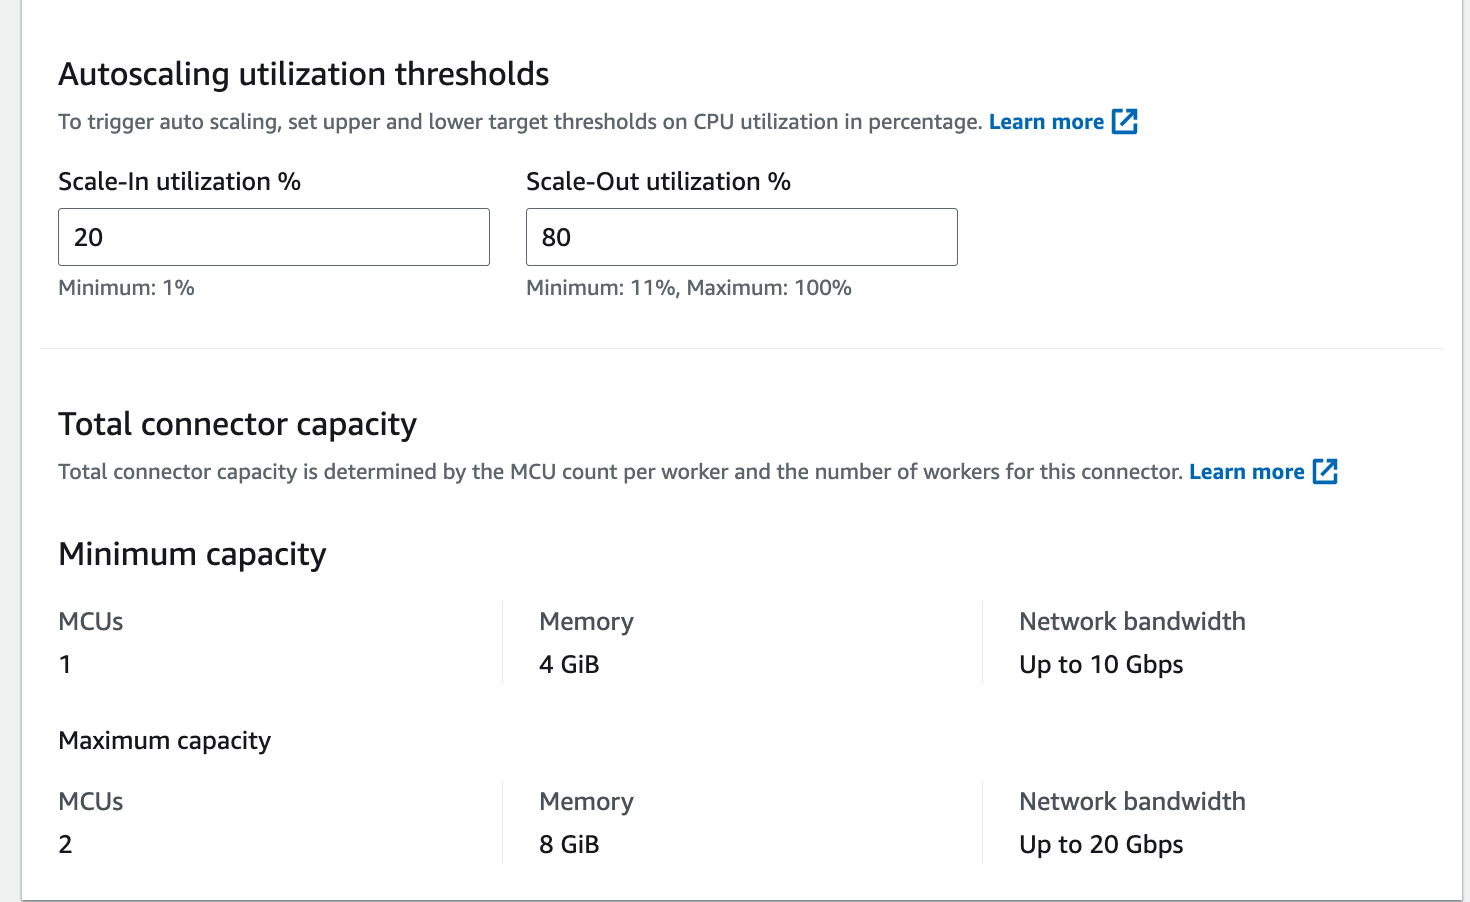 Autoscaling utilization thresholds
To trigger auto scaling, set upper and lower target thresholds on CPU utilization in percentage. Learn more
Scale-In utilization %
Scale-Out utilization %
20
80
Minimum: 1%
Minimum: 11%, Maximum: 100%
Total connector capacity
Total connector capacity is determined by the MCU count per worker and the number of workers for this connector. Learn more
Minimum capacity
MCUs
Memory
Network bandwidth
1
4 GiB
Up to 10 Gbps
Maximum capacity
MCUs
Memory
Network bandwidth
2
8 GiB
Up to 20 Gbps